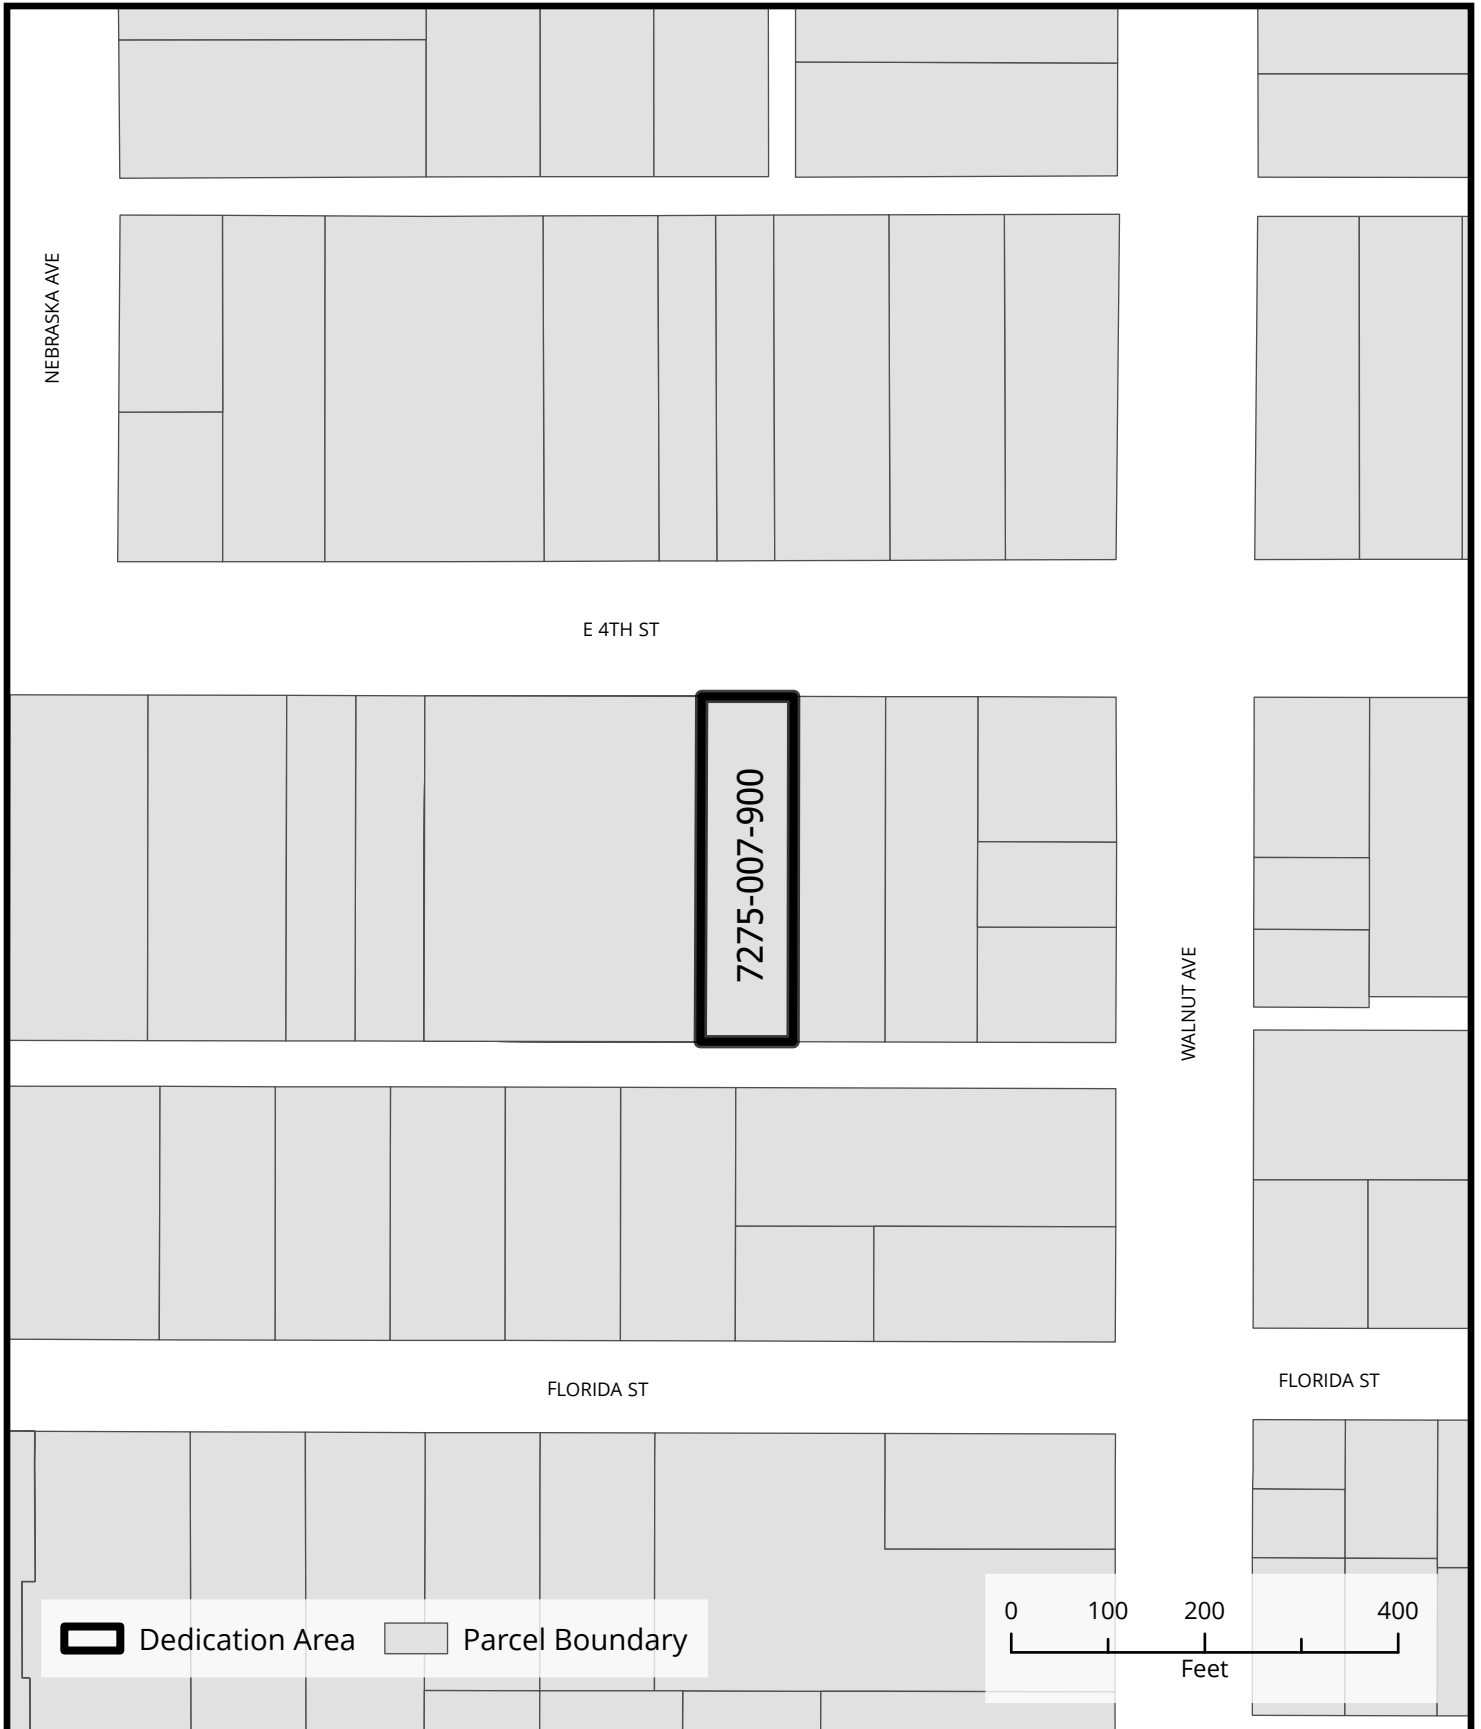 NEBRASKA AVE
E 4TH ST
7275-007-900
WALNUT AVE
FLORIDA ST
FLORIDA ST
Dedication Area
Parcel Boundary
0 100 200 400
Feet